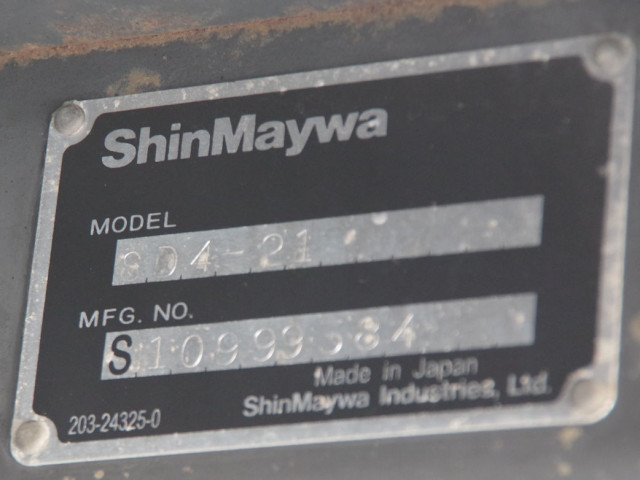 ShinMaywa
MODEL
MFG. NO.
Made in Japan
ShinMaywa Industries, Ltd.
203-24325-0